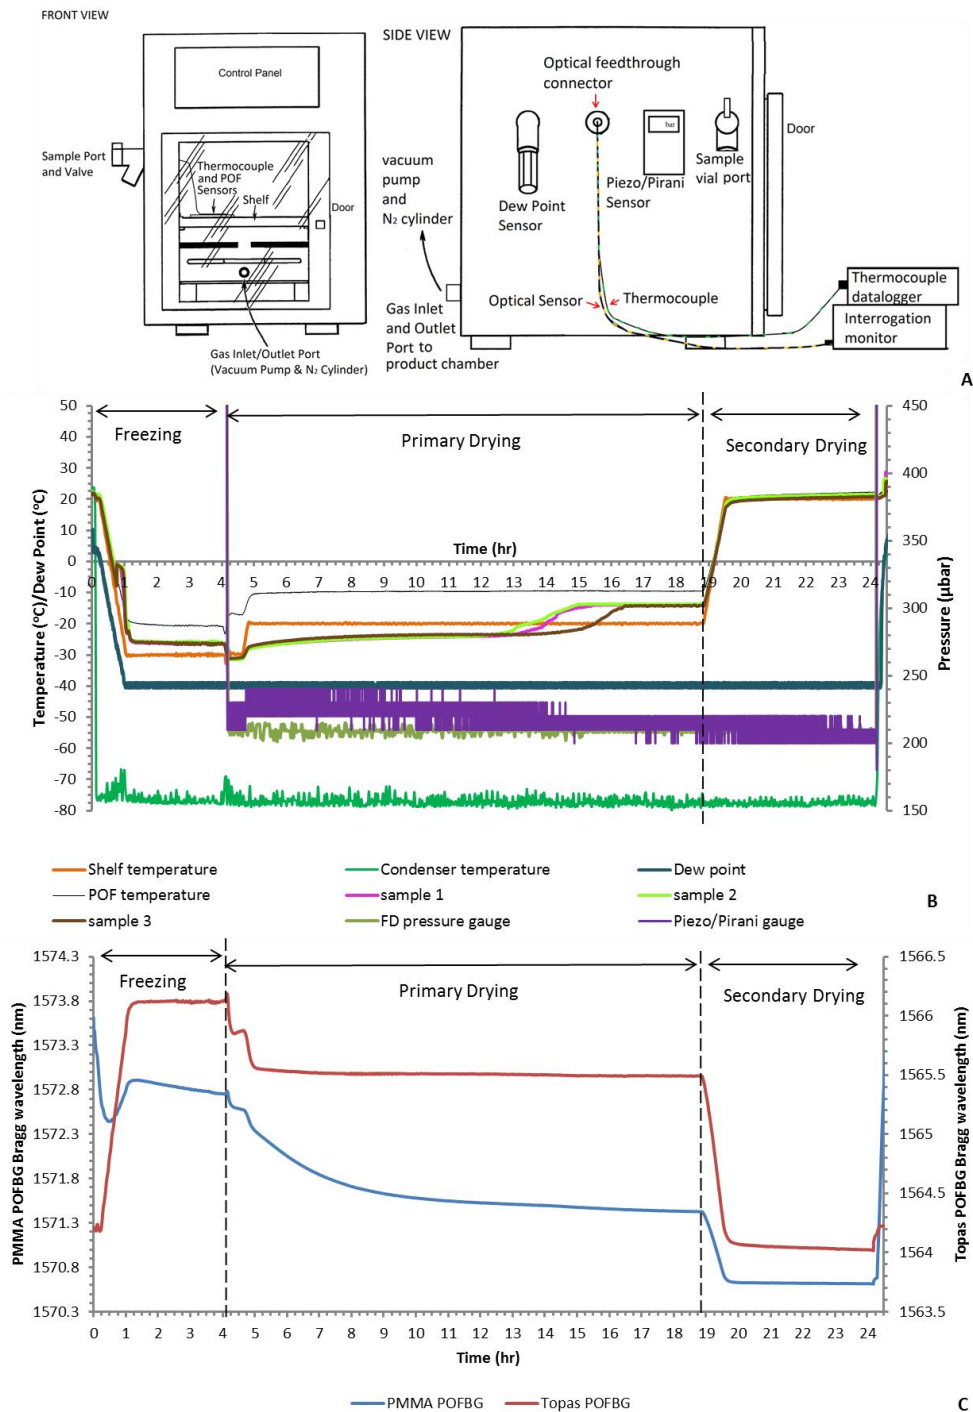 FRONT VIEW
Control Panel
Sample Port
and Valve
Thermocouple
and POF
Sensors
Shelf
Door
Gas Inlet/Outlet Port
(Vacuum Pump & N₂ Cylinder)
SIDE VIEW
Optical feedthrough
connector
bar
Door
Dew Point
Sensor
Piezo/Pirani
Sensor
Sample
vial port
vacuum
pump
and
N₂ cylinder
Optical Sensor
Thermocouple
Gas Inlet
and Outlet
Port to
product chamber
Thermocouple
datalogger
Interrogation
monitor
A
Freezing
Primary Drying
Secondary Drying
Temperature (°C)/Dew Point (°C)
50
40
30
20
10
0
-10
-20
-30
-40
-50
-60
-70
-80
Time (hr)
0 1 2 3 4 5 6 7 8 9 10 11 12 13 14 15 16 17 18 19 20 21 22 23 24
Pressure (μbar)
450
400
350
300
250
200
150
Shelf temperature
Condenser temperature
Dew point
POF temperature
sample 1
sample 2
sample 3
FD pressure gauge
Piezo/Pirani gauge
B
Freezing
Primary Drying
Secondary Drying
PMMA POFBG Bragg wavelength (nm)
1574.3
1573.8
1573.3
1572.8
1572.3
1571.8
1571.3
1570.8
1570.3
Topas POFBG Bragg wavelength (nm)
1566.5
1566
1565.5
1565
1564.5
1564
1563.5
0 1 2 3 4 5 6 7 8 9 10 11 12 13 14 15 16 17 18 19 20 21 22 23 24
Time (hr)
PMMA POFBG
Topas POFBG
C